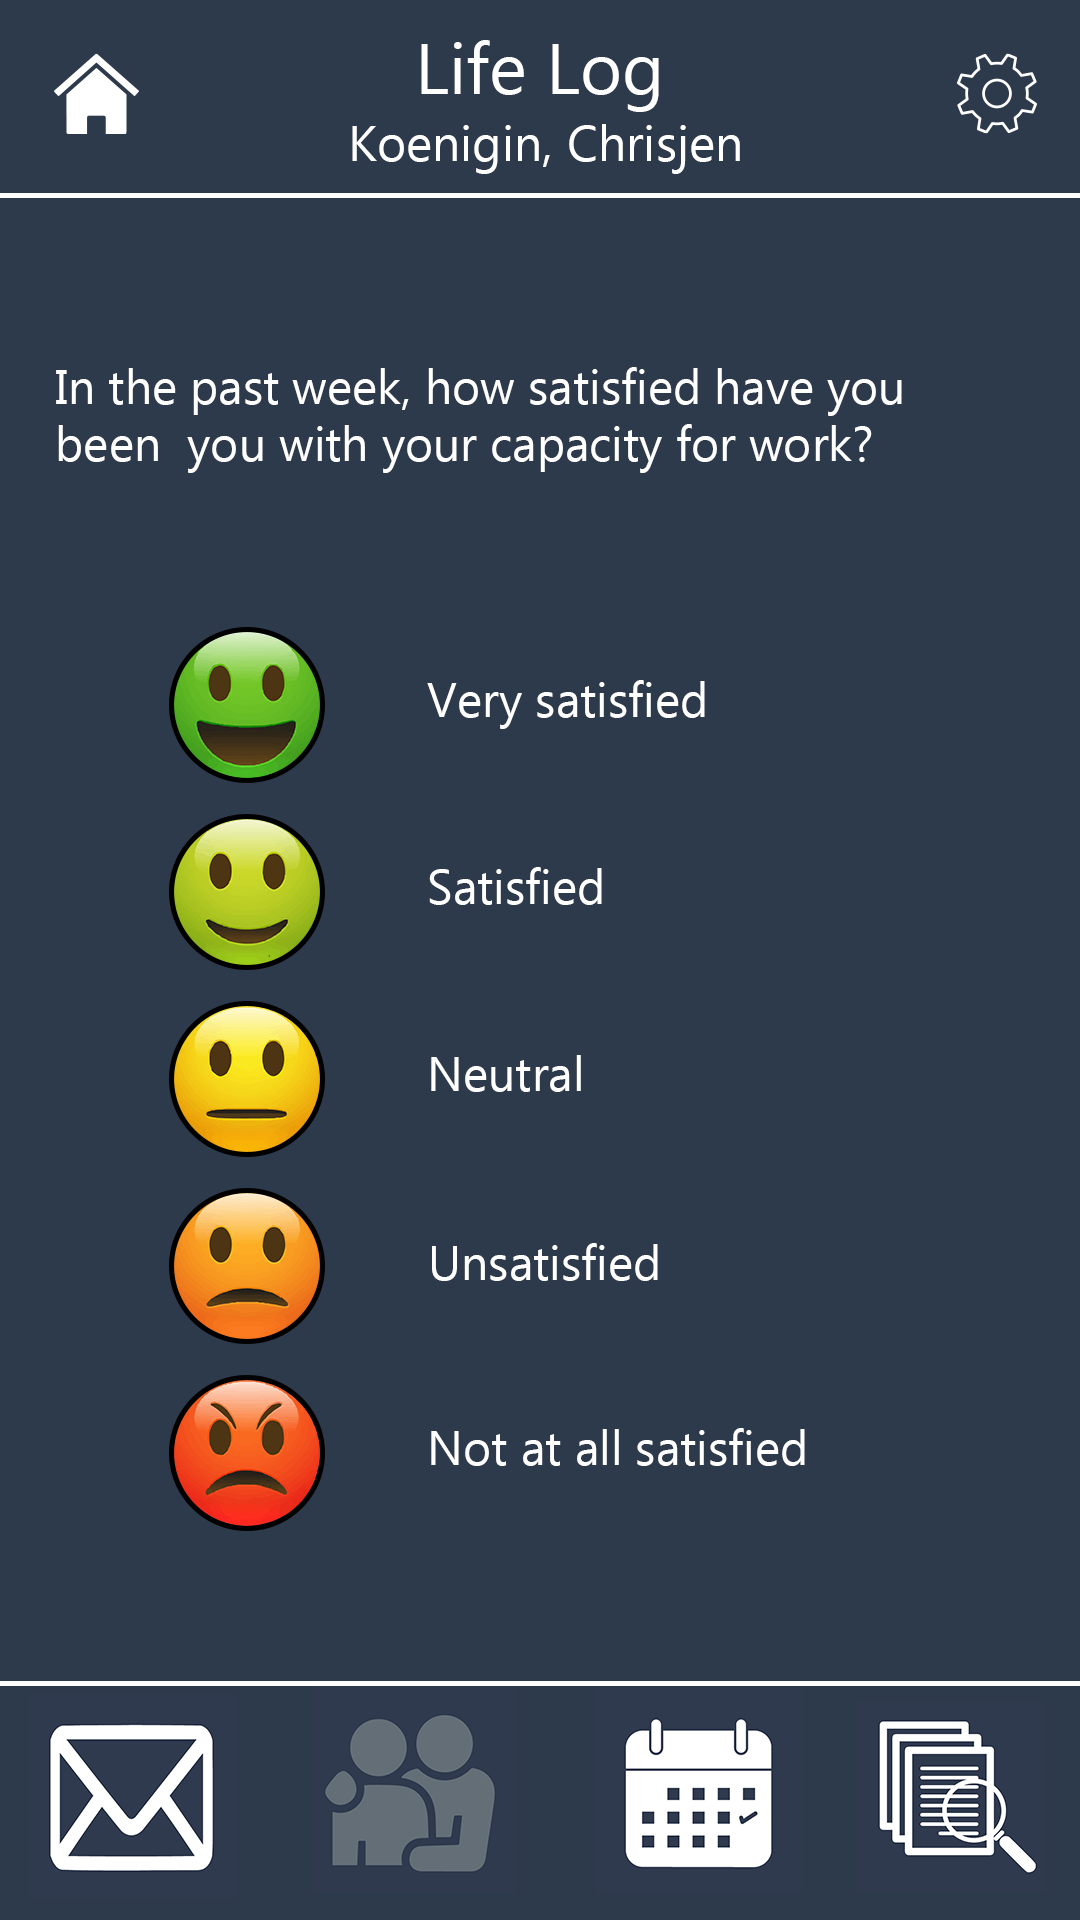 Life Log
Koenigin, Chrisjen
In the past week, how satisfied have you
been  you with your capacity for work?
Very satisfied
Satisfied
Neutral
Unsatisfied
Not at all satisfied